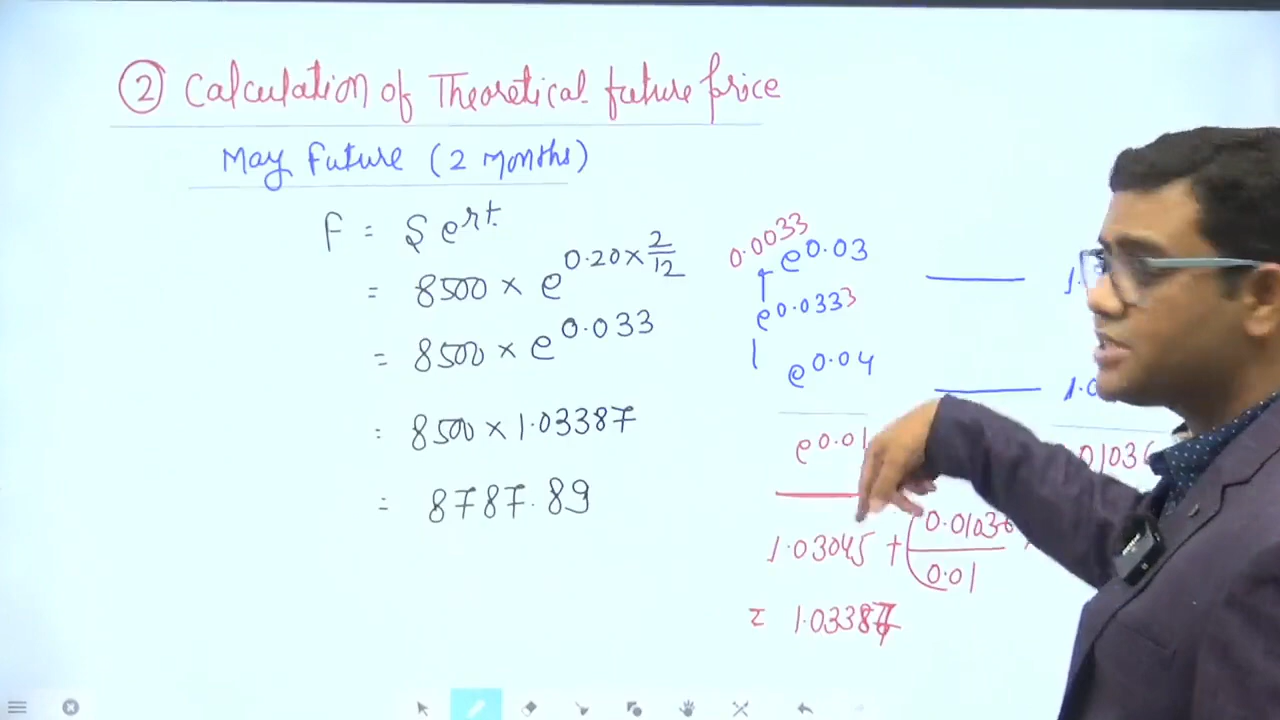 ② Calculation of Theoretical future price
May Future (2 Months)
F = S e^rt
= 8500 × e^0.20 × 2/12
= 8500 × e^0.033
= 8500 × 1.03387
= 8787.89
0.0033
e^0.03
e^0.0333
e^0.04
e^0.01
1.03045 + (0.01036
0.01
= 1.0338